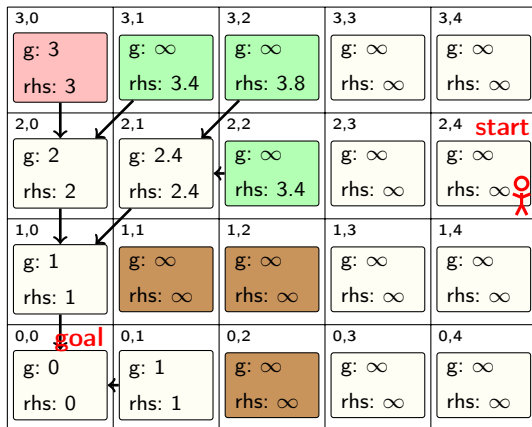 3,0 3,1 3,2 3,3 3,4
g: 3 g: ∞ g: ∞ g: ∞ g: ∞
rhs: 3 rhs: 3.4 rhs: 3.8 rhs: ∞ rhs: ∞
2,0 2,1 2,2 2,3 2,4 start
g: 2 g: 2.4 g: ∞ g: ∞ g: ∞
rhs: 2 rhs: 2.4 rhs: 3.4 rhs: ∞ rhs: ∞
1,0 1,1 1,2 1,3 1,4
g: 1 g: ∞ g: ∞ g: ∞ g: ∞
rhs: 1 rhs: ∞ rhs: ∞ rhs: ∞ rhs: ∞
0,0 goal 0,1 0,2 0,3 0,4
g: 0 g: 1 g: ∞ g: ∞ g: ∞
rhs: 0 rhs: 1 rhs: ∞ rhs: ∞ rhs: ∞